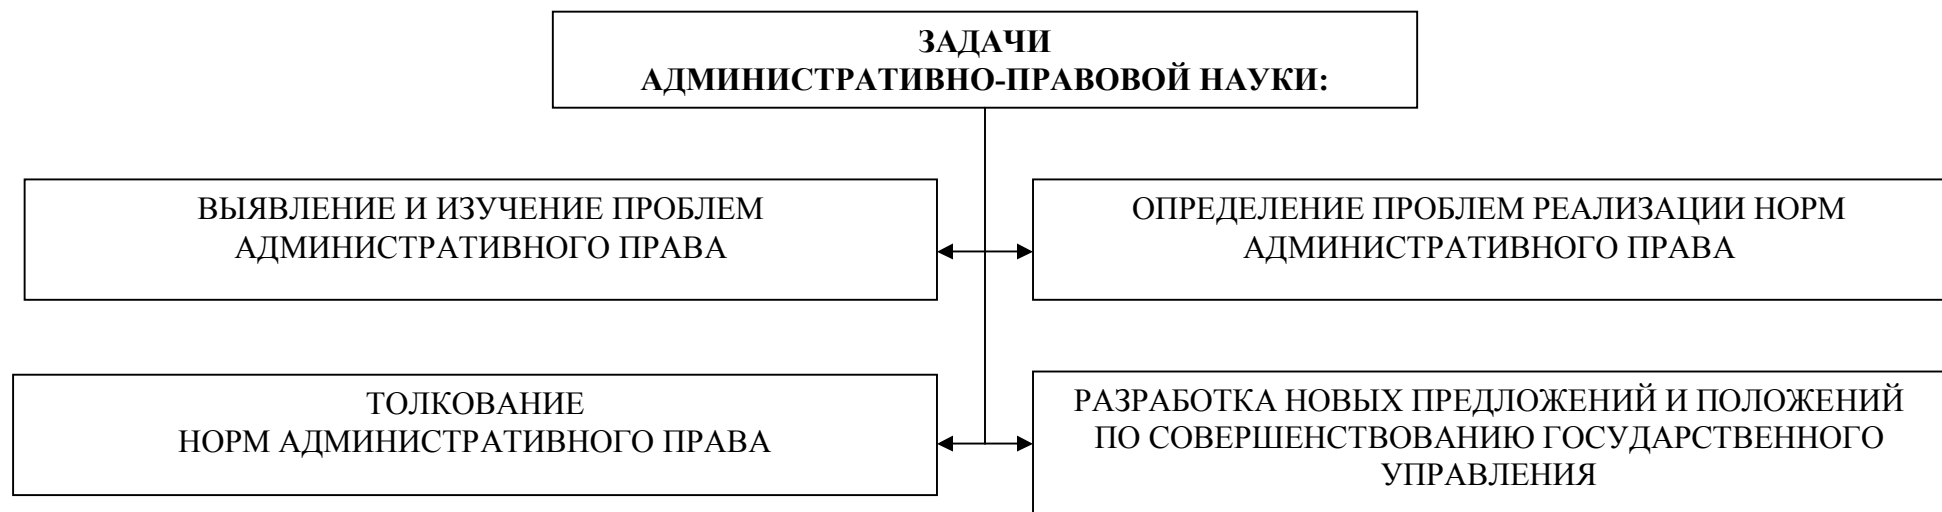 ЗАДАЧИ
АДМИНИСТРАТИВНО-ПРАВОВОЙ НАУКИ:
ВЫЯВЛЕНИЕ И ИЗУЧЕНИЕ ПРОБЛЕМ
АДМИНИСТРАТИВНОГО ПРАВА
ОПРЕДЕЛЕНИЕ ПРОБЛЕМ РЕАЛИЗАЦИИ НОРМ
АДМИНИСТРАТИВНОГО ПРАВА
ТОЛКОВАНИЕ
НОРМ АДМИНИСТРАТИВНОГО ПРАВА
РАЗРАБОТКА НОВЫХ ПРЕДЛОЖЕНИЙ И ПОЛОЖЕНИЙ
ПО СОВЕРШЕНСТВОВАНИЮ ГОСУДАРСТВЕННОГО
УПРАВЛЕНИЯ